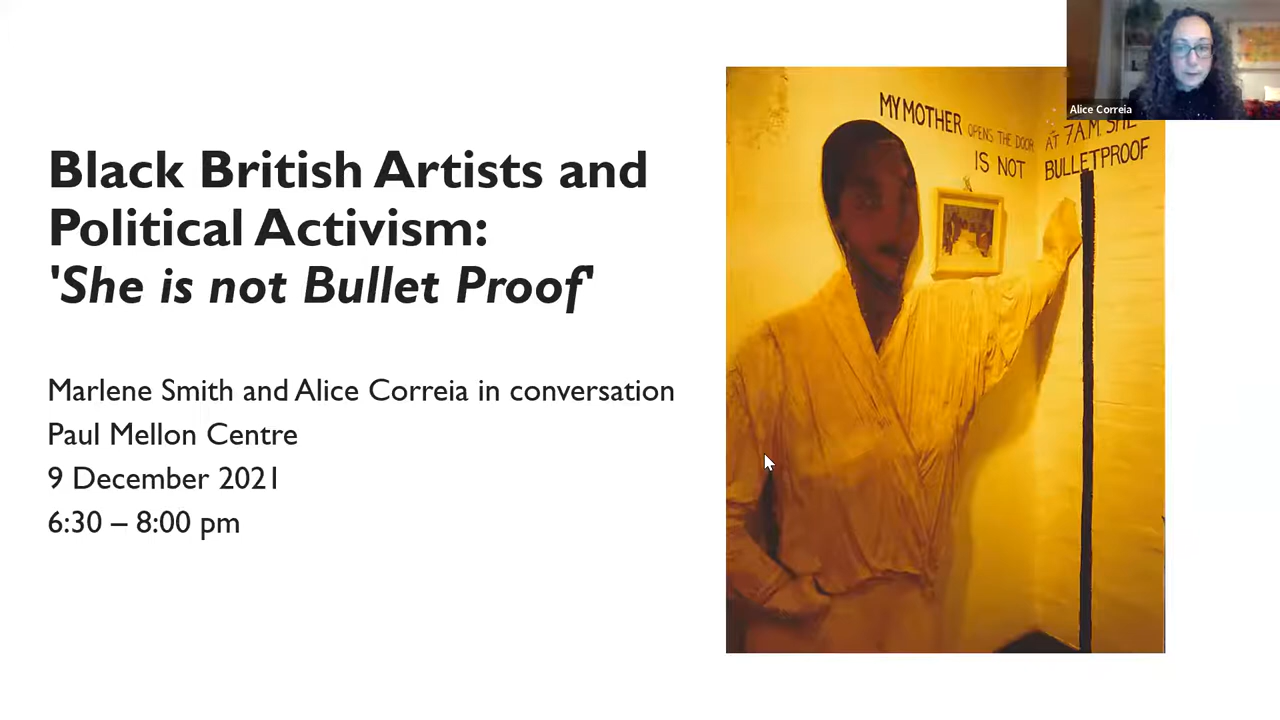 Black British Artists and
Political Activism:
'She is not Bullet Proof'
Marlene Smith and Alice Correia in conversation
Paul Mellon Centre
9 December 2021
6:30 – 8:00 pm
MY MOTHER OPENS THE DOOR AT 7A.M. SHE
IS NOT BULLETPROOF
Alice Correia